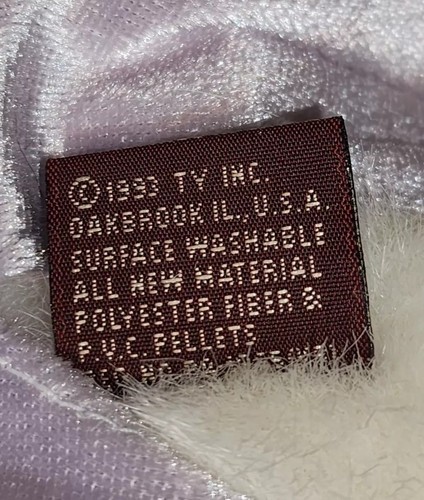 © 1993 TY INC.
OAKBROOK IL., U.S.A.
SURFACE WASHABLE
ALL NEW MATERIAL
POLYESTER FIBER &
P.V.C. PELLETS